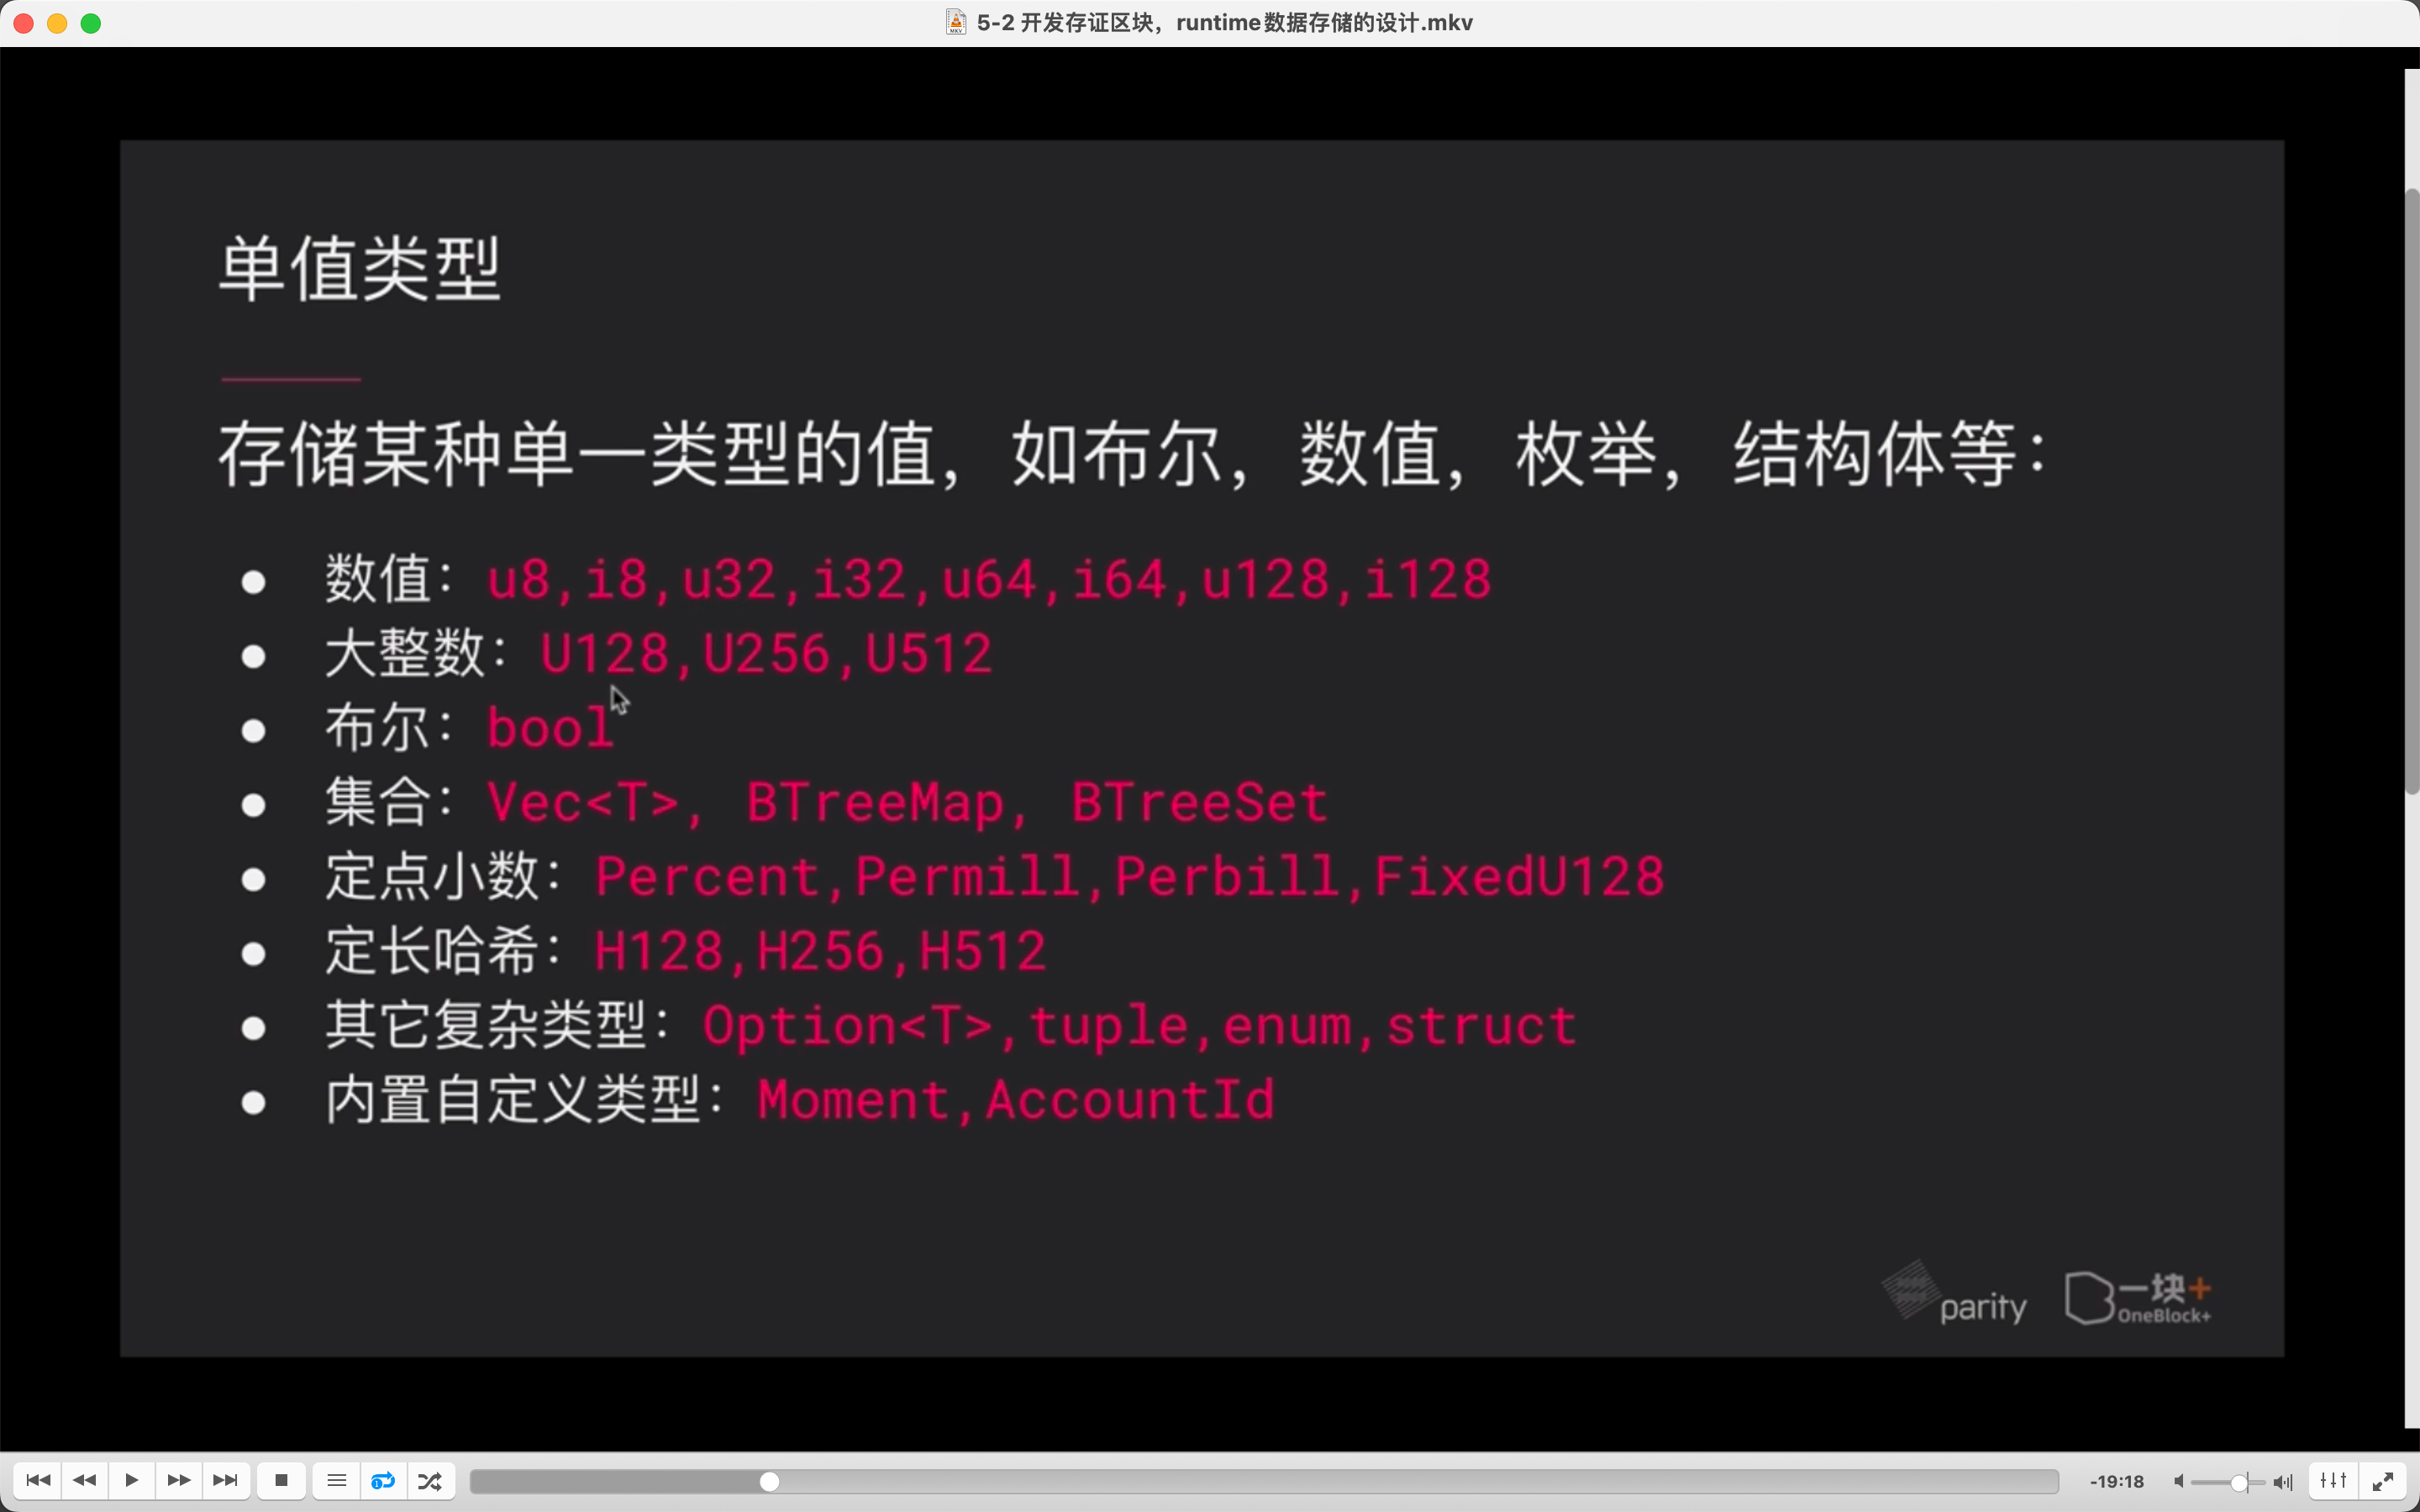 5-2 开发存证区块，runtime数据存储的设计.mkv
单值类型
存储某种单一类型的值，如布尔，数值，枚举，结构体等：
● 数值：u8,i8,u32,i32,u64,i64,u128,i128
● 大整数：U128,U256,U512
● 布尔：bool
● 集合：Vec<T>, BTreeMap, BTreeSet
● 定点小数：Percent,Permill,Perbill,FixedU128
● 定长哈希：H128,H256,H512
● 其它复杂类型：Option<T>,tuple,enum,struct
● 内置自定义类型：Moment,AccountId
parity
一块+
OneBlock+
-19:18